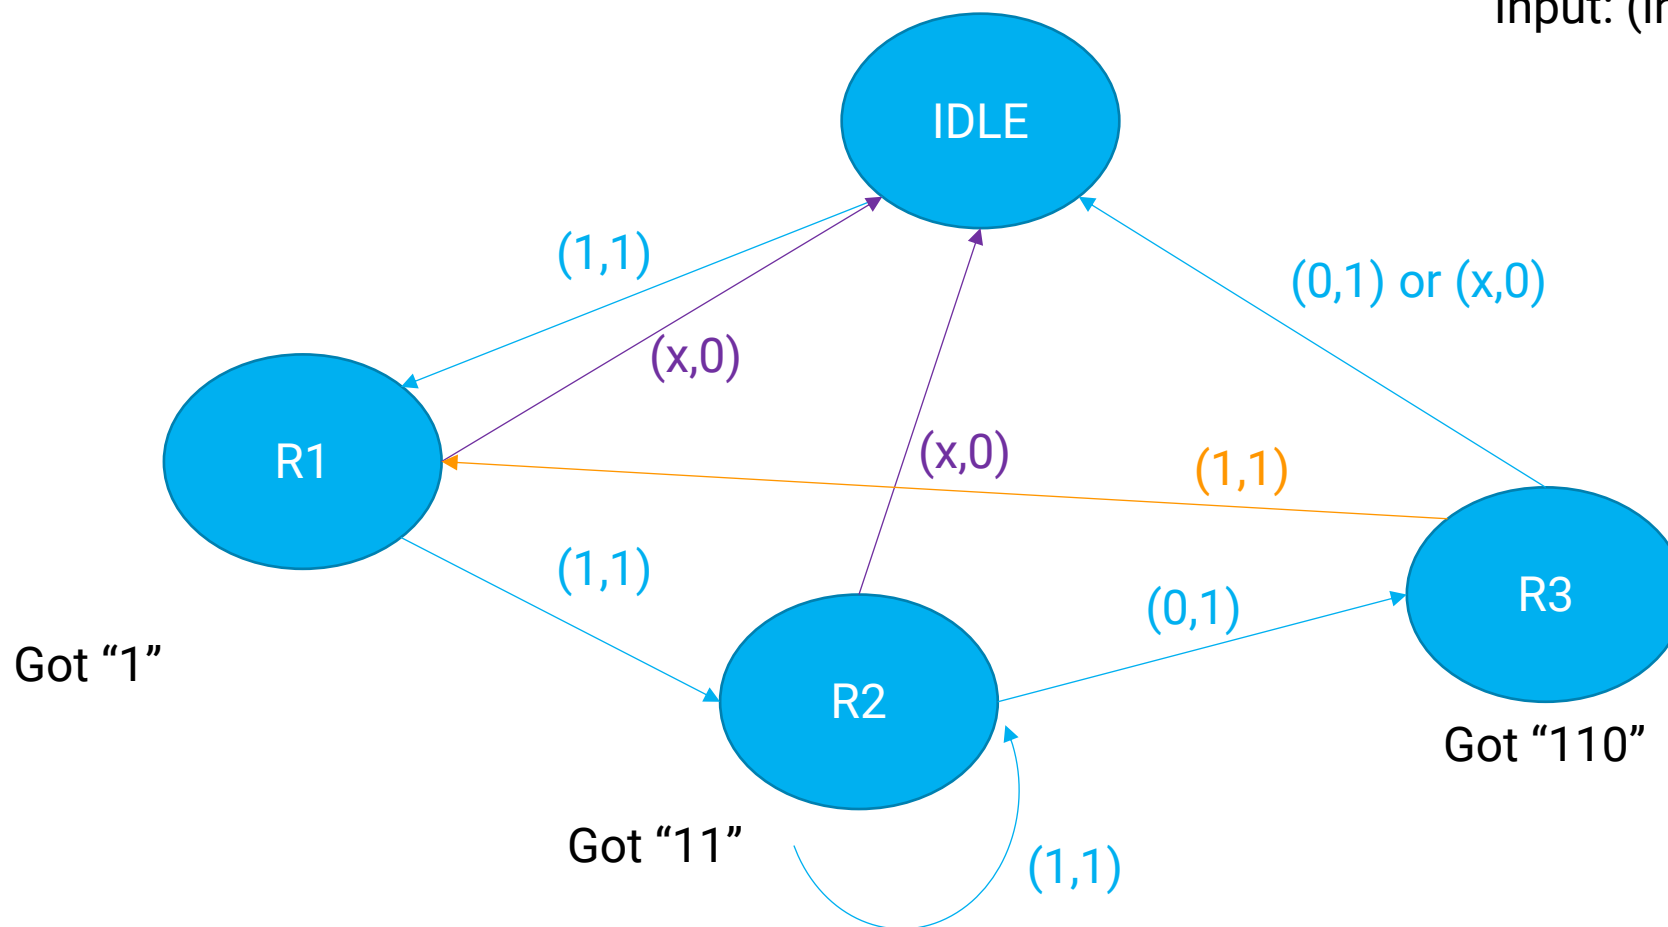 Input: (in
IDLE
(1,1)
(0,1) or (x,0)
(x,0)
R1
(x,0)
(1,1)
(1,1)
(0,1)
R3
Got “1”
R2
Got “110”
Got “11”
(1,1)